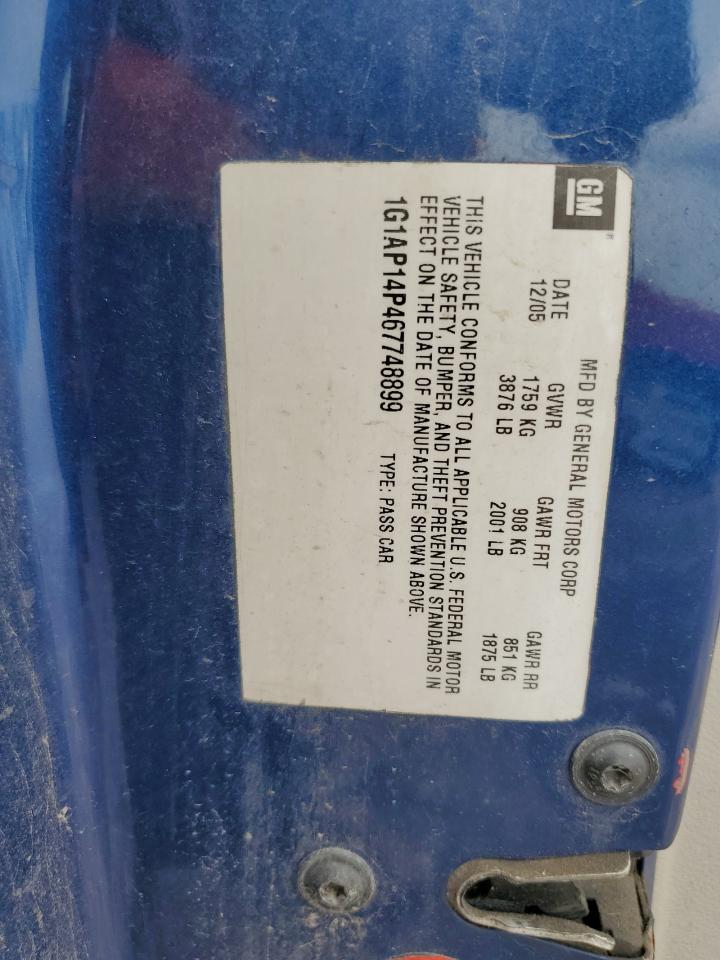 GM®
MFD BY GENERAL MOTORS CORP
DATE GVWR GAWR FRT GAWR RR
12/05 1759 KG 908 KG 851 KG
3876 LB 2001 LB 1875 LB
THIS VEHICLE CONFORMS TO ALL APPLICABLE U.S. FEDERAL MOTOR
VEHICLE SAFETY, BUMPER, AND THEFT PREVENTION STANDARDS IN
EFFECT ON THE DATE OF MANUFACTURE SHOWN ABOVE.
1G1AP14P467748899 TYPE: PASS CAR